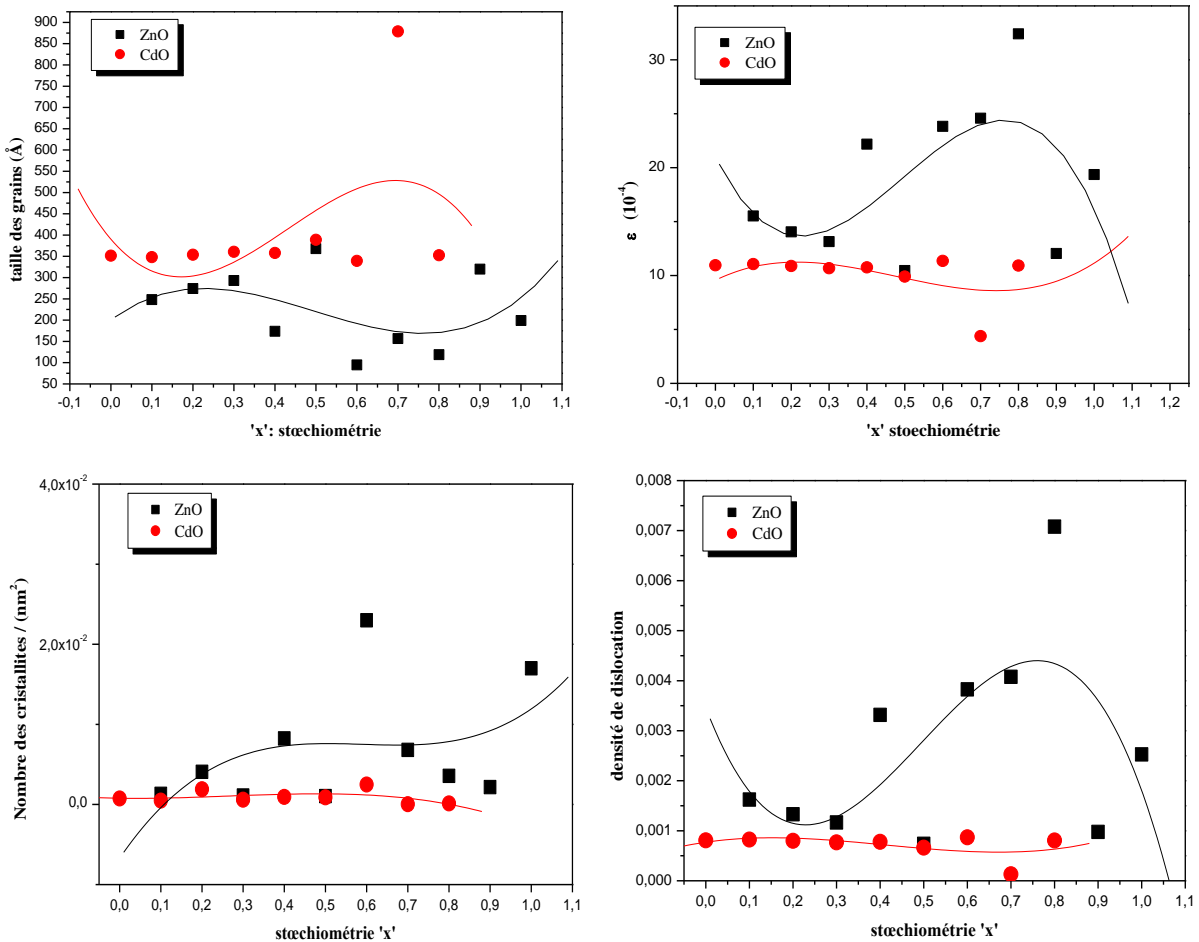 ZnO
CdO
900
850
800
750
700
650
600
550
500
450
400
350
300
250
200
150
100
50
taille des grains (Å)
-0,1 0,0 0,1 0,2 0,3 0,4 0,5 0,6 0,7 0,8 0,9 1,0 1,1
'x': stœchiométrie
ZnO
CdO
30
20
10
0
ε (10⁻⁴)
-0,1 0,0 0,1 0,2 0,3 0,4 0,5 0,6 0,7 0,8 0,9 1,0 1,1 1,2
'x' stoechiométrie
ZnO
CdO
4,0x10⁻²
2,0x10⁻²
0,0
Nombre des cristallites / (nm²)
0,0 0,1 0,2 0,3 0,4 0,5 0,6 0,7 0,8 0,9 1,0 1,1
stœchiométrie 'x'
ZnO
CdO
0,008
0,007
0,006
0,005
0,004
0,003
0,002
0,001
0,000
densité de dislocation
0,0 0,1 0,2 0,3 0,4 0,5 0,6 0,7 0,8 0,9 1,0 1,1
stœchiométrie 'x'